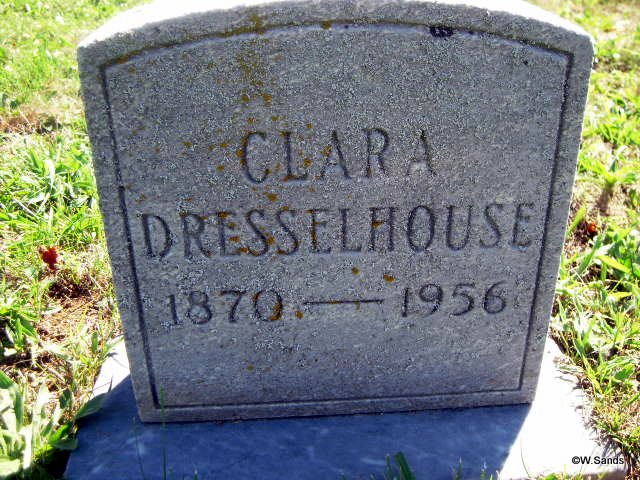 CLARA
DRESSELHOUSE
1870 — 1956
©W.Sands